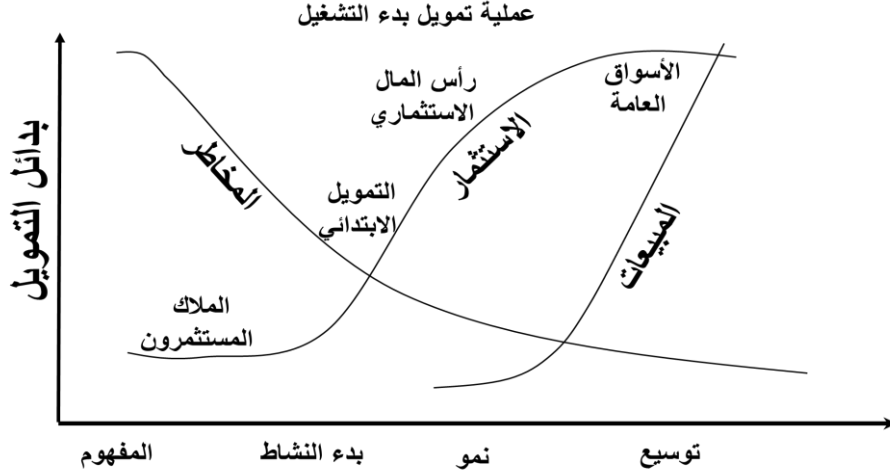 عملية تمويل بدء التشغيل
بدائل التمويل
المخاطر
رأس المال
الاستثماري
الأسواق
العامة
الاستثمار
التمويل
الابتدائي
المبيعات
الملاك
المستثمرون
المفهوم
بدء النشاط
نمو
توسيع